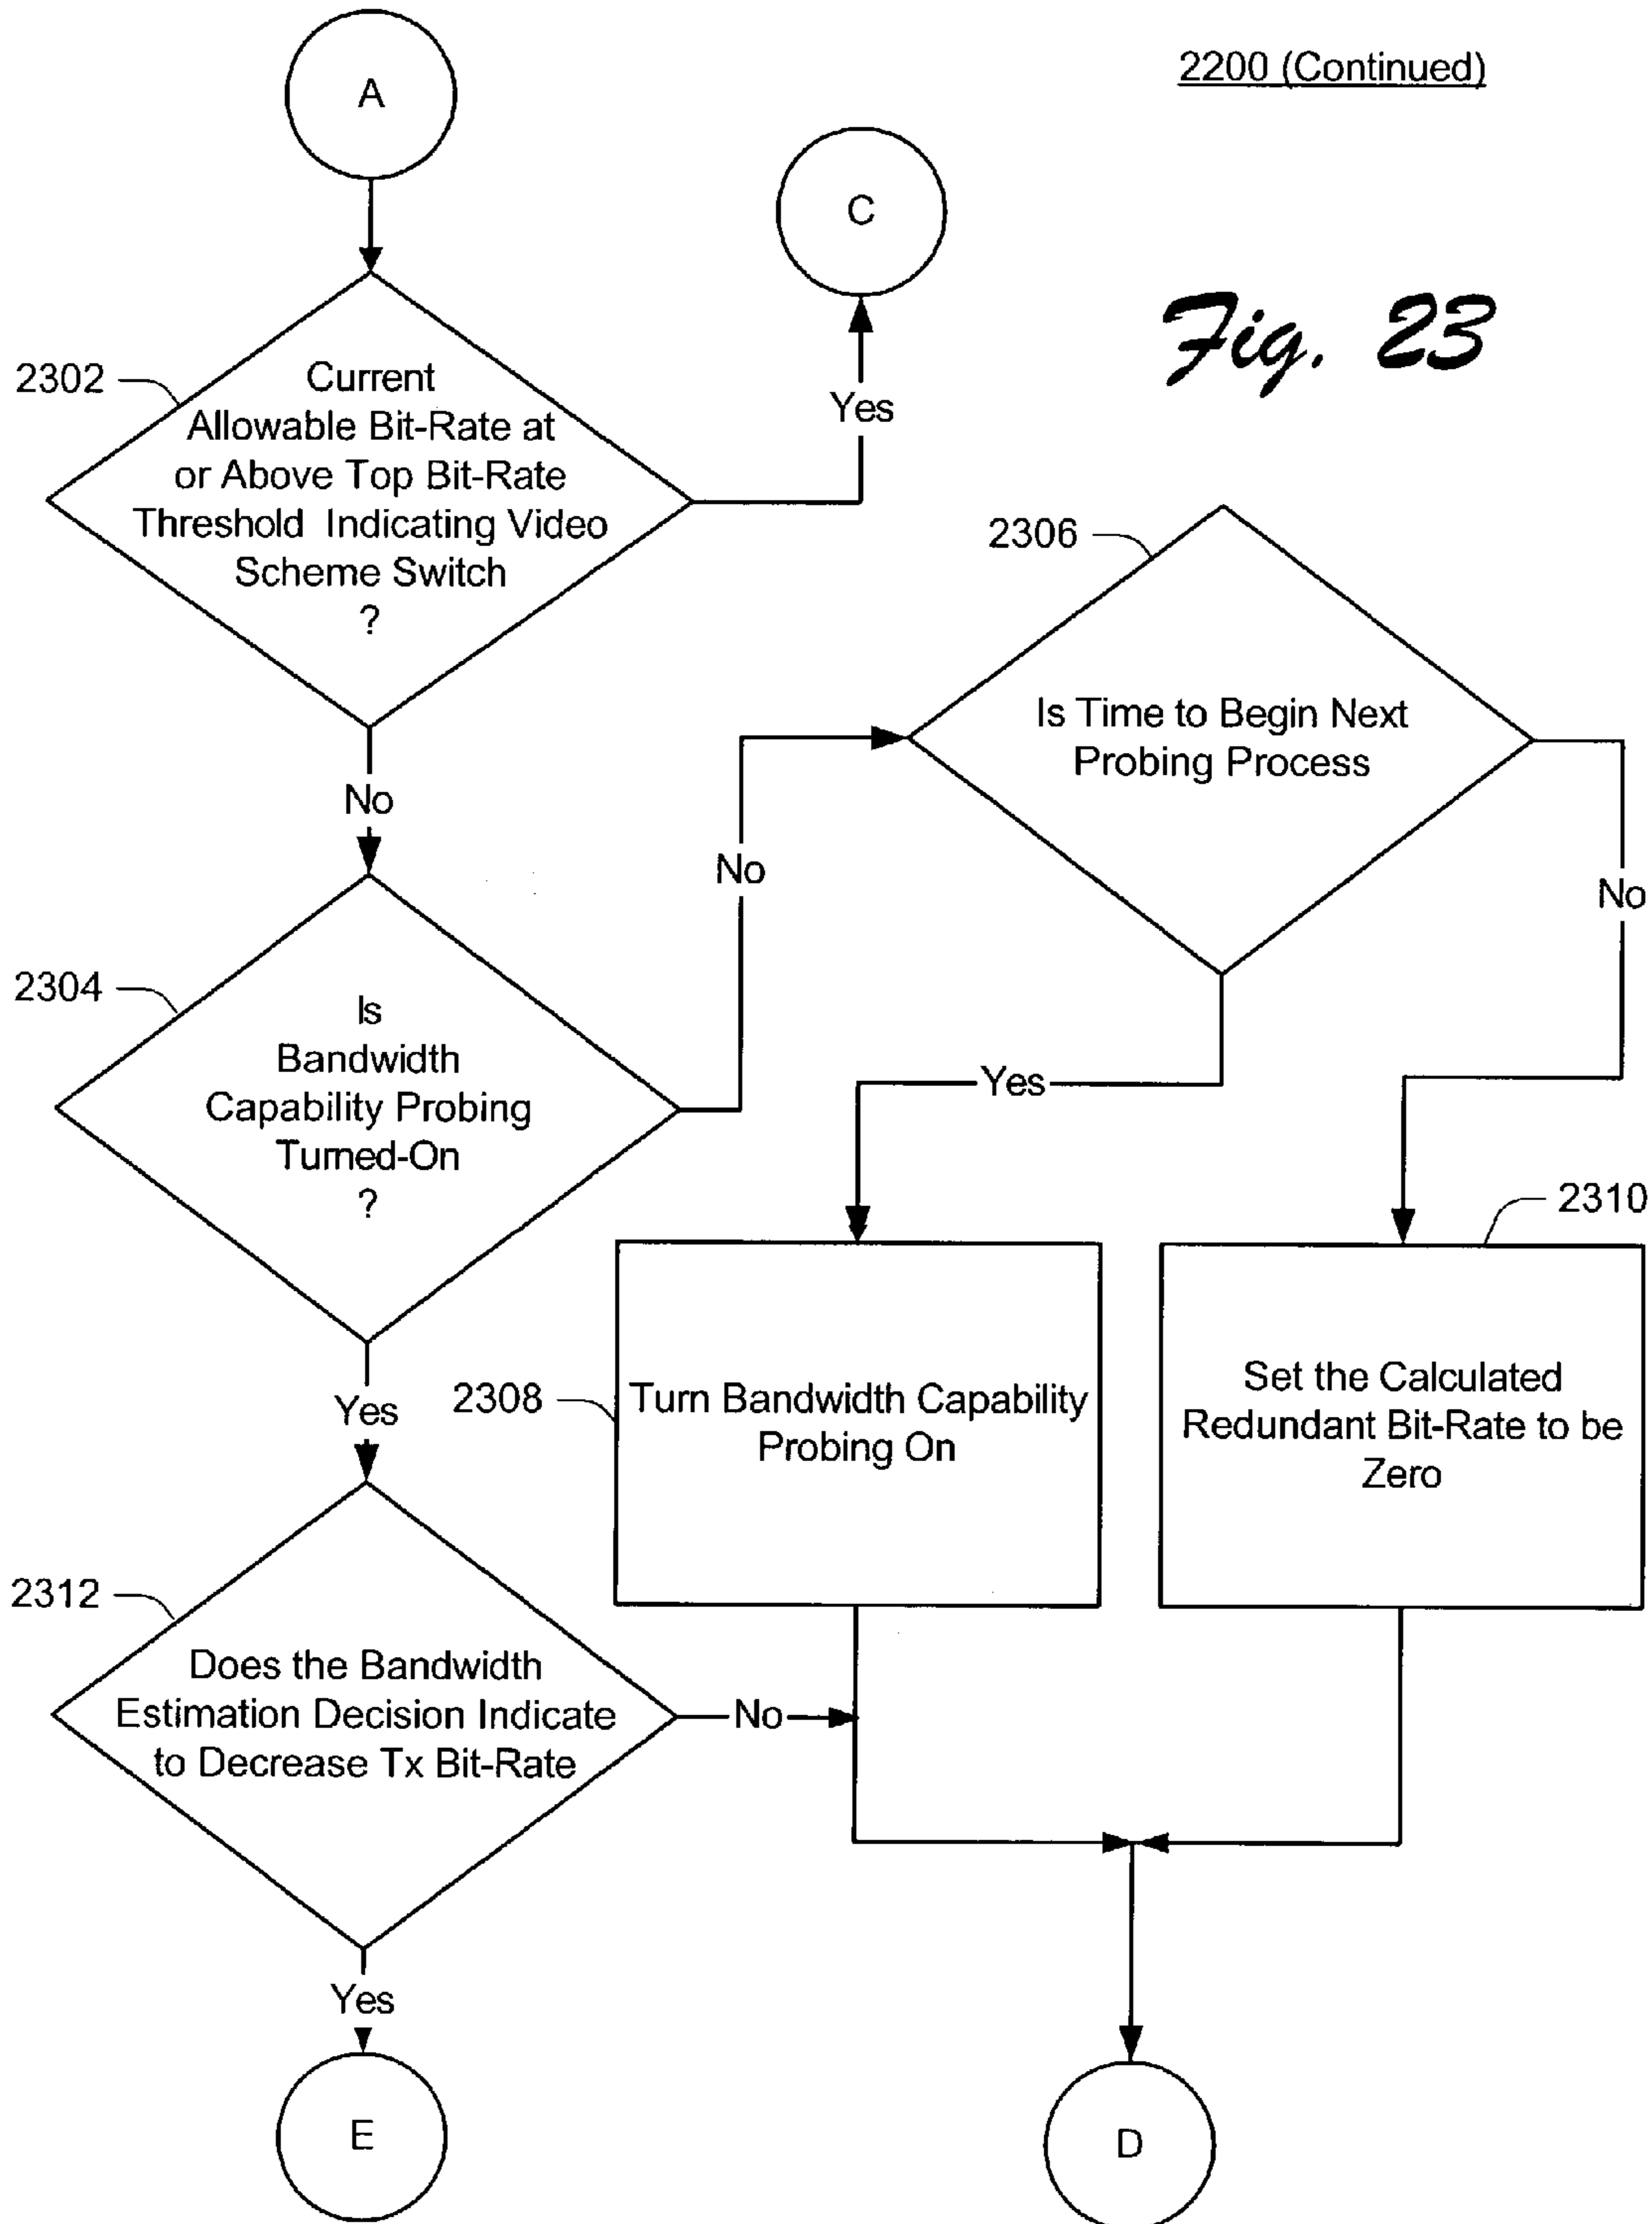 A
2200 (Continued)
C
Fig. 23
2302
Current
Allowable Bit-Rate at
or Above Top Bit-Rate
Threshold Indicating Video
Scheme Switch
?
Yes
2306
Is Time to Begin Next
Probing Process
No
No
No
2304
Is
Bandwidth
Capability Probing
Turned-On
?
Yes
2310
Yes
2308
Turn Bandwidth Capability
Probing On
Set the Calculated
Redundant Bit-Rate to be
Zero
2312
Does the Bandwidth
Estimation Decision Indicate
to Decrease Tx Bit-Rate
No
Yes
E
D